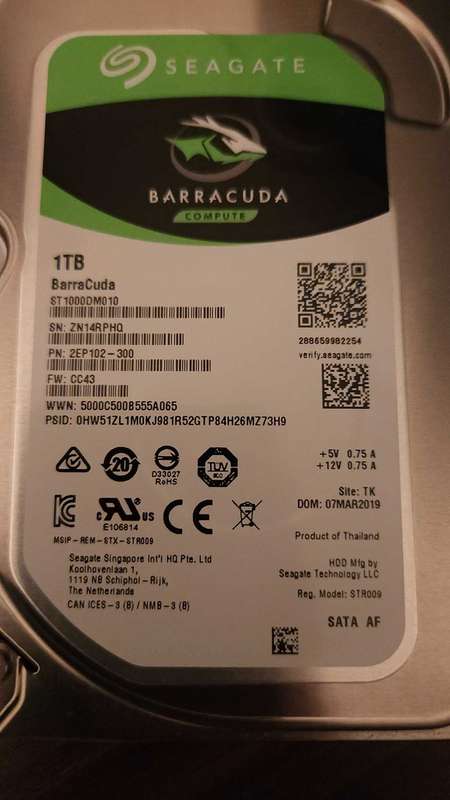 SEAGATE
BARRACUDA
COMPUTE
1TB
BarraCuda
ST1000DM010
SN: ZN14RPHQ
PN: 2EP102-300
FW: CC43
WWN: 5000C5008555A065
PSID: 0HW51ZL1M0KJ981R52GTP84H26MZ73H9
288659982254
verify.seagate.com
20
D33027
RoHS
TUV
+5V 0.75 A
+12V 0.75 A
c US
E106814
CE
MSIP-REM-STX-STR009
Site: TK
DOM: 07MAR2019
Product of Thailand
Seagate Singapore Int'l HQ Pte. Ltd
Koolhovenlaan 1,
1119 NB Schiphol-Rijk,
The Netherlands
CAN ICES-3 (B) / NMB-3 (B)
HDD Mfg by
Seagate Technology LLC
Reg. Model: STR009
SATA AF